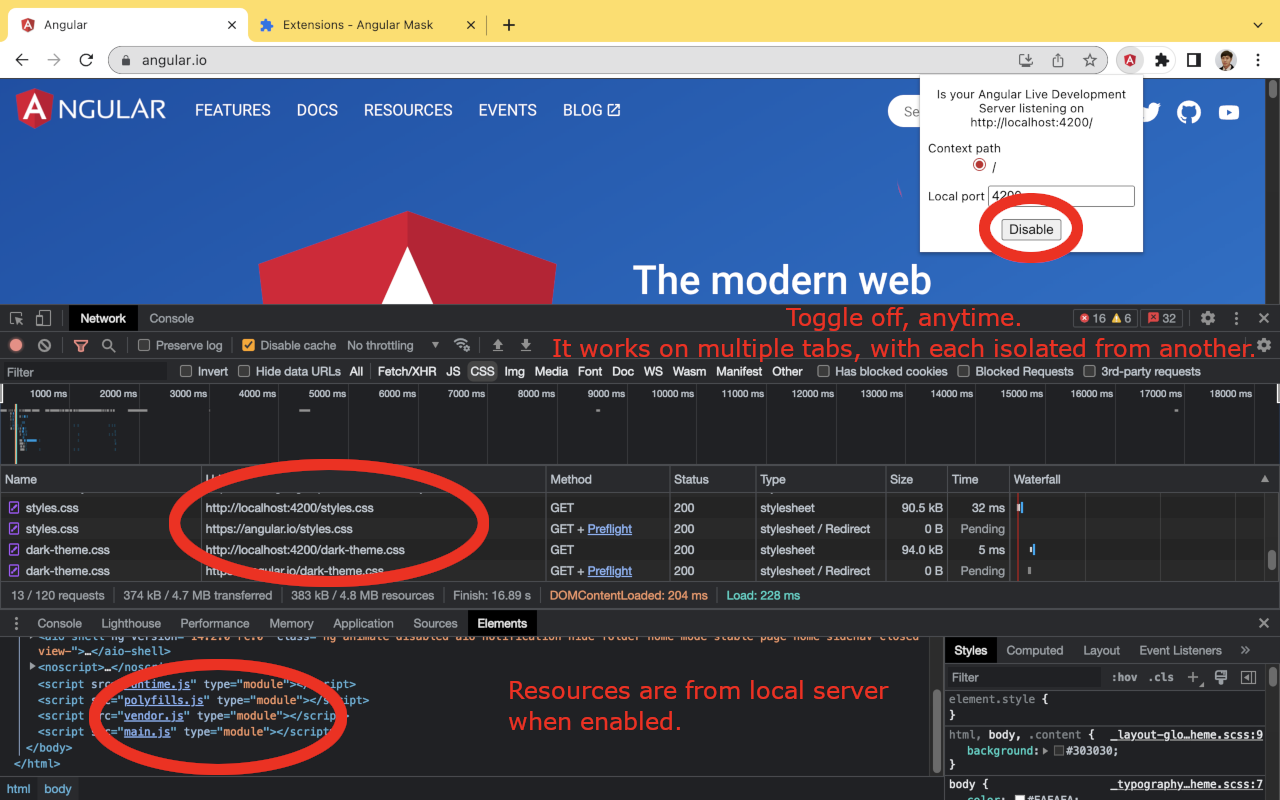 Angular
Extensions - Angular Mask
angular.io
ANGULAR
FEATURES DOCS RESOURCES EVENTS BLOG
Se
Is your Angular Live Development
Server listening on
http://localhost:4200/
Context path
/
Local port 4200
Disable
The modern web
Toggle off, anytime.
It works on multiple tabs, with each isolated from another.
Network Console 16 6 32
Preserve log Disable cache No throttling
Filter Invert Hide data URLs All Fetch/XHR JS CSS Img Media Font Doc WS Wasm Manifest Other Has blocked cookies Blocked Requests 3rd-party requests
1000 ms 2000 ms 3000 ms 4000 ms 5000 ms 6000 ms 7000 ms 8000 ms 9000 ms 10000 ms 11000 ms 12000 ms 13000 ms 14000 ms 15000 ms 16000 ms 17000 ms 18000 ms
Name Method Status Type Size Time Waterfall
styles.css http://localhost:4200/styles.css GET 200 stylesheet 90.5 kB 32 ms
styles.css https://angular.io/styles.css GET + Preflight 200 stylesheet / Redirect 0 B Pending
dark-theme.css http://localhost:4200/dark-theme.css GET 200 stylesheet 94.0 kB 5 ms
dark-theme.css angular.io/dark-theme.css GET + Preflight 200 stylesheet / Redirect 0 B Pending
13 / 120 requests 374 kB / 4.7 MB transferred 383 kB / 4.8 MB resources Finish: 16.89 s DOMContentLoaded: 204 ms Load: 228 ms
Console Lighthouse Performance Memory Application Sources Elements
view-">…</aio-shell>
<noscript>…</noscript>
<script src="runtime.js" type="module"></script>
<script src="polyfills.js" type="module"></script>
<script src="vendor.js" type="module"></script>
<script src="main.js" type="module"></script>
</body>
</html>
html body
Resources are from local server
when enabled.
Styles Computed Layout Event Listeners »
Filter :hov .cls
element.style {
}
html, body, .content { _layout-glo…heme.scss:9
background: #303030;
}
body { _typography…heme.scss:7
color: #FAFAFA;